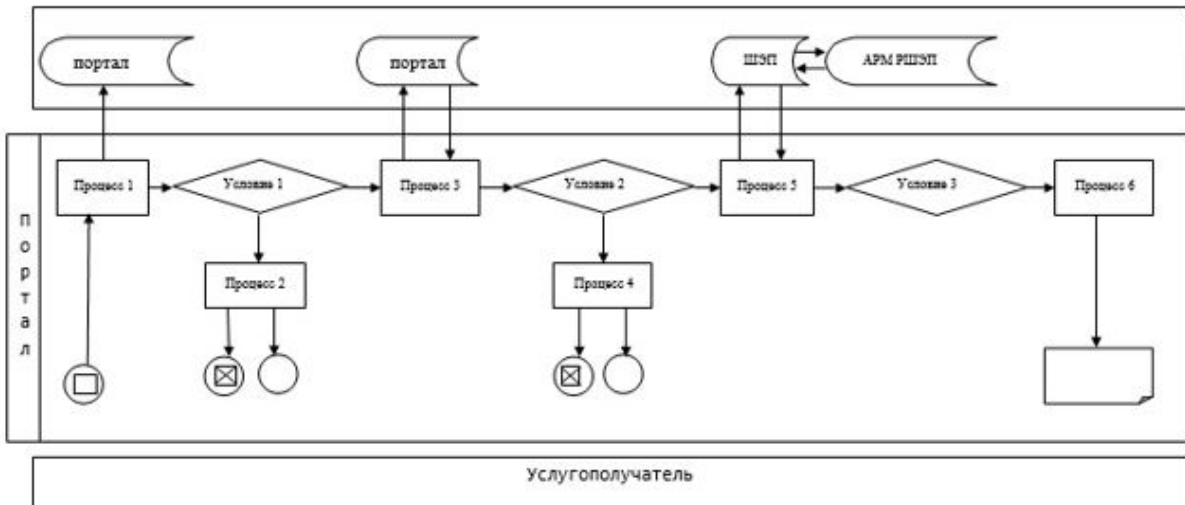 портал
портал
ШЭП
АРМ РШЭП
Процесс 1
Условие 1
Процесс 3
Условие 2
Процесс 5
Условие 3
Процесс 6
Портал
Процесс 2
Процесс 4
Услугополучатель